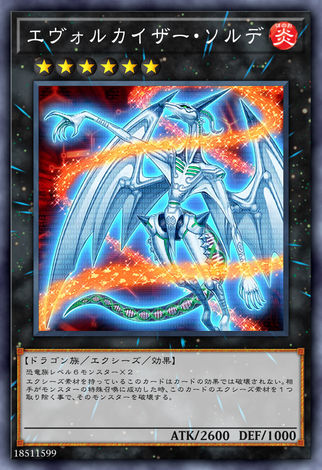 エヴォルカイザー・ソルデ
炎
ほのお
【ドラゴン族／エクシーズ／効果】
恐竜族レベル６モンスター×２
エクシーズ素材を持っているこのカードはカードの効果では破壊されない。相
手がモンスターの特殊召喚に成功した時、このカードのエクシーズ素材を１つ
取り除く事で、そのモンスターを破壊する。
ATK/2600 DEF/1000
18511599